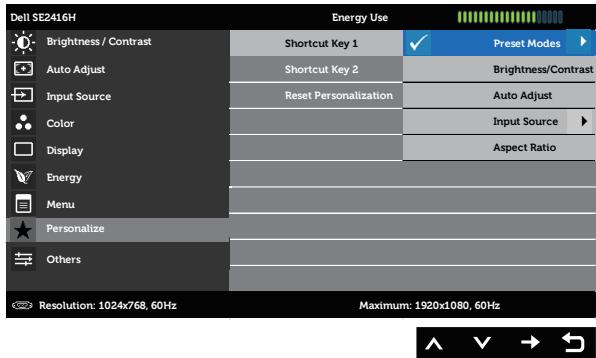 Dell SE2416H
Energy Use
Brightness / Contrast
Auto Adjust
Input Source
Color
Display
Energy
Menu
Personalize
Others
Shortcut Key 1
Shortcut Key 2
Reset Personalization
Preset Modes
Brightness/Contrast
Auto Adjust
Input Source
Aspect Ratio
Resolution: 1024x768, 60Hz
Maximum: 1920x1080, 60Hz